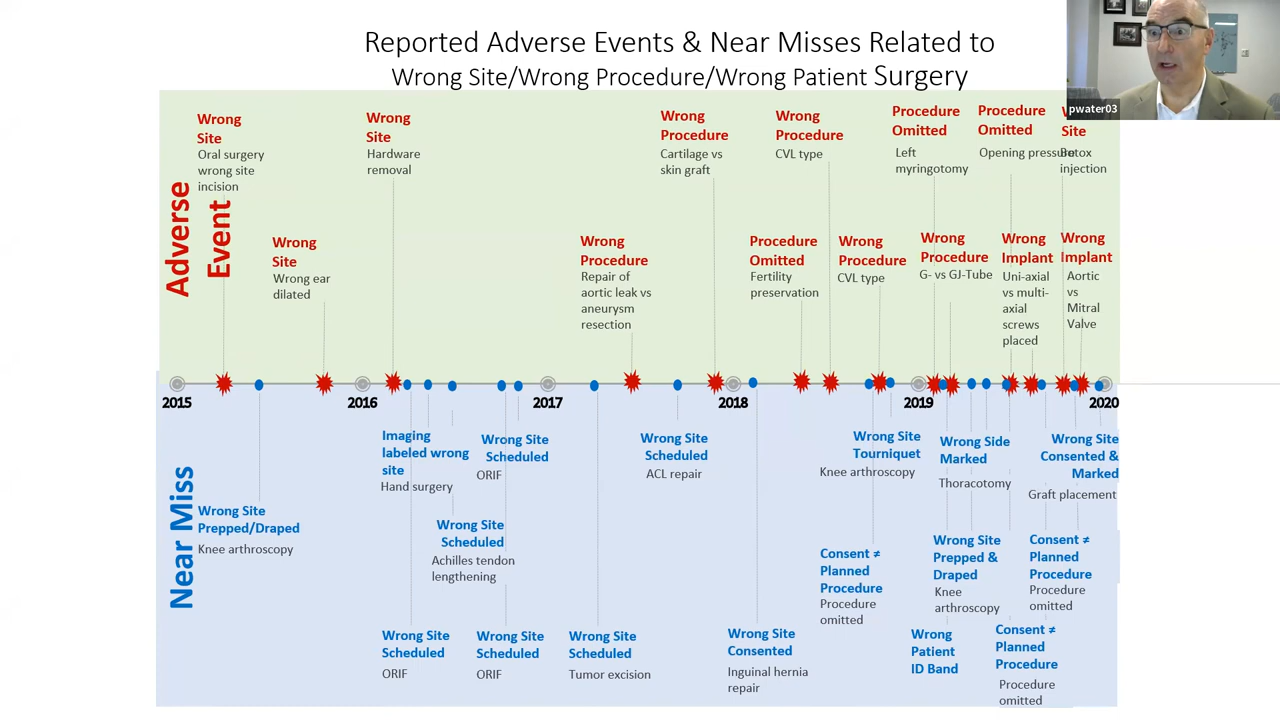 Reported Adverse Events & Near Misses Related to
Wrong Site/Wrong Procedure/Wrong Patient Surgery
pwater03
Adverse
Event
Wrong
Site
Oral surgery
wrong site
incision
Wrong
Site
Hardware
removal
Wrong
Procedure
Cartilage vs
skin graft
Wrong
Procedure
CVL type
Procedure
Omitted
Left
myringotomy
Procedure
Omitted
Opening pressure
Wrong
Site
Botox
injection
Wrong
Site
Wrong ear
dilated
Wrong
Procedure
Repair of
aortic leak vs
aneurysm
resection
Procedure
Omitted
Fertility
preservation
Wrong
Procedure
CVL type
Wrong
Procedure
G- vs GJ-Tube
Wrong
Implant
Uni-axial
vs multi-
axial
screws
placed
Wrong
Implant
Aortic
vs
Mitral
Valve
2015
2016
2017
2018
2019
2020
Near Miss
Wrong Site
Prepped/Draped
Knee arthroscopy
Imaging
labeled wrong
site
Hand surgery
Wrong Site
Scheduled
ORIF
Wrong Site
Scheduled
ACL repair
Wrong Site
Tourniquet
Knee arthroscopy
Wrong Side
Marked
Thoracotomy
Wrong Site
Consented &
Marked
Graft placement
Wrong Site
Scheduled
Achilles tendon
lengthening
Consent ≠
Planned
Procedure
Procedure
omitted
Wrong Site
Prepped &
Draped
Knee
arthroscopy
Consent ≠
Planned
Procedure
Procedure
omitted
Wrong Site
Scheduled
ORIF
Wrong Site
Scheduled
ORIF
Wrong Site
Scheduled
Tumor excision
Wrong Site
Consented
Inguinal hernia
repair
Wrong
Patient
ID Band
Consent ≠
Planned
Procedure
Procedure
omitted